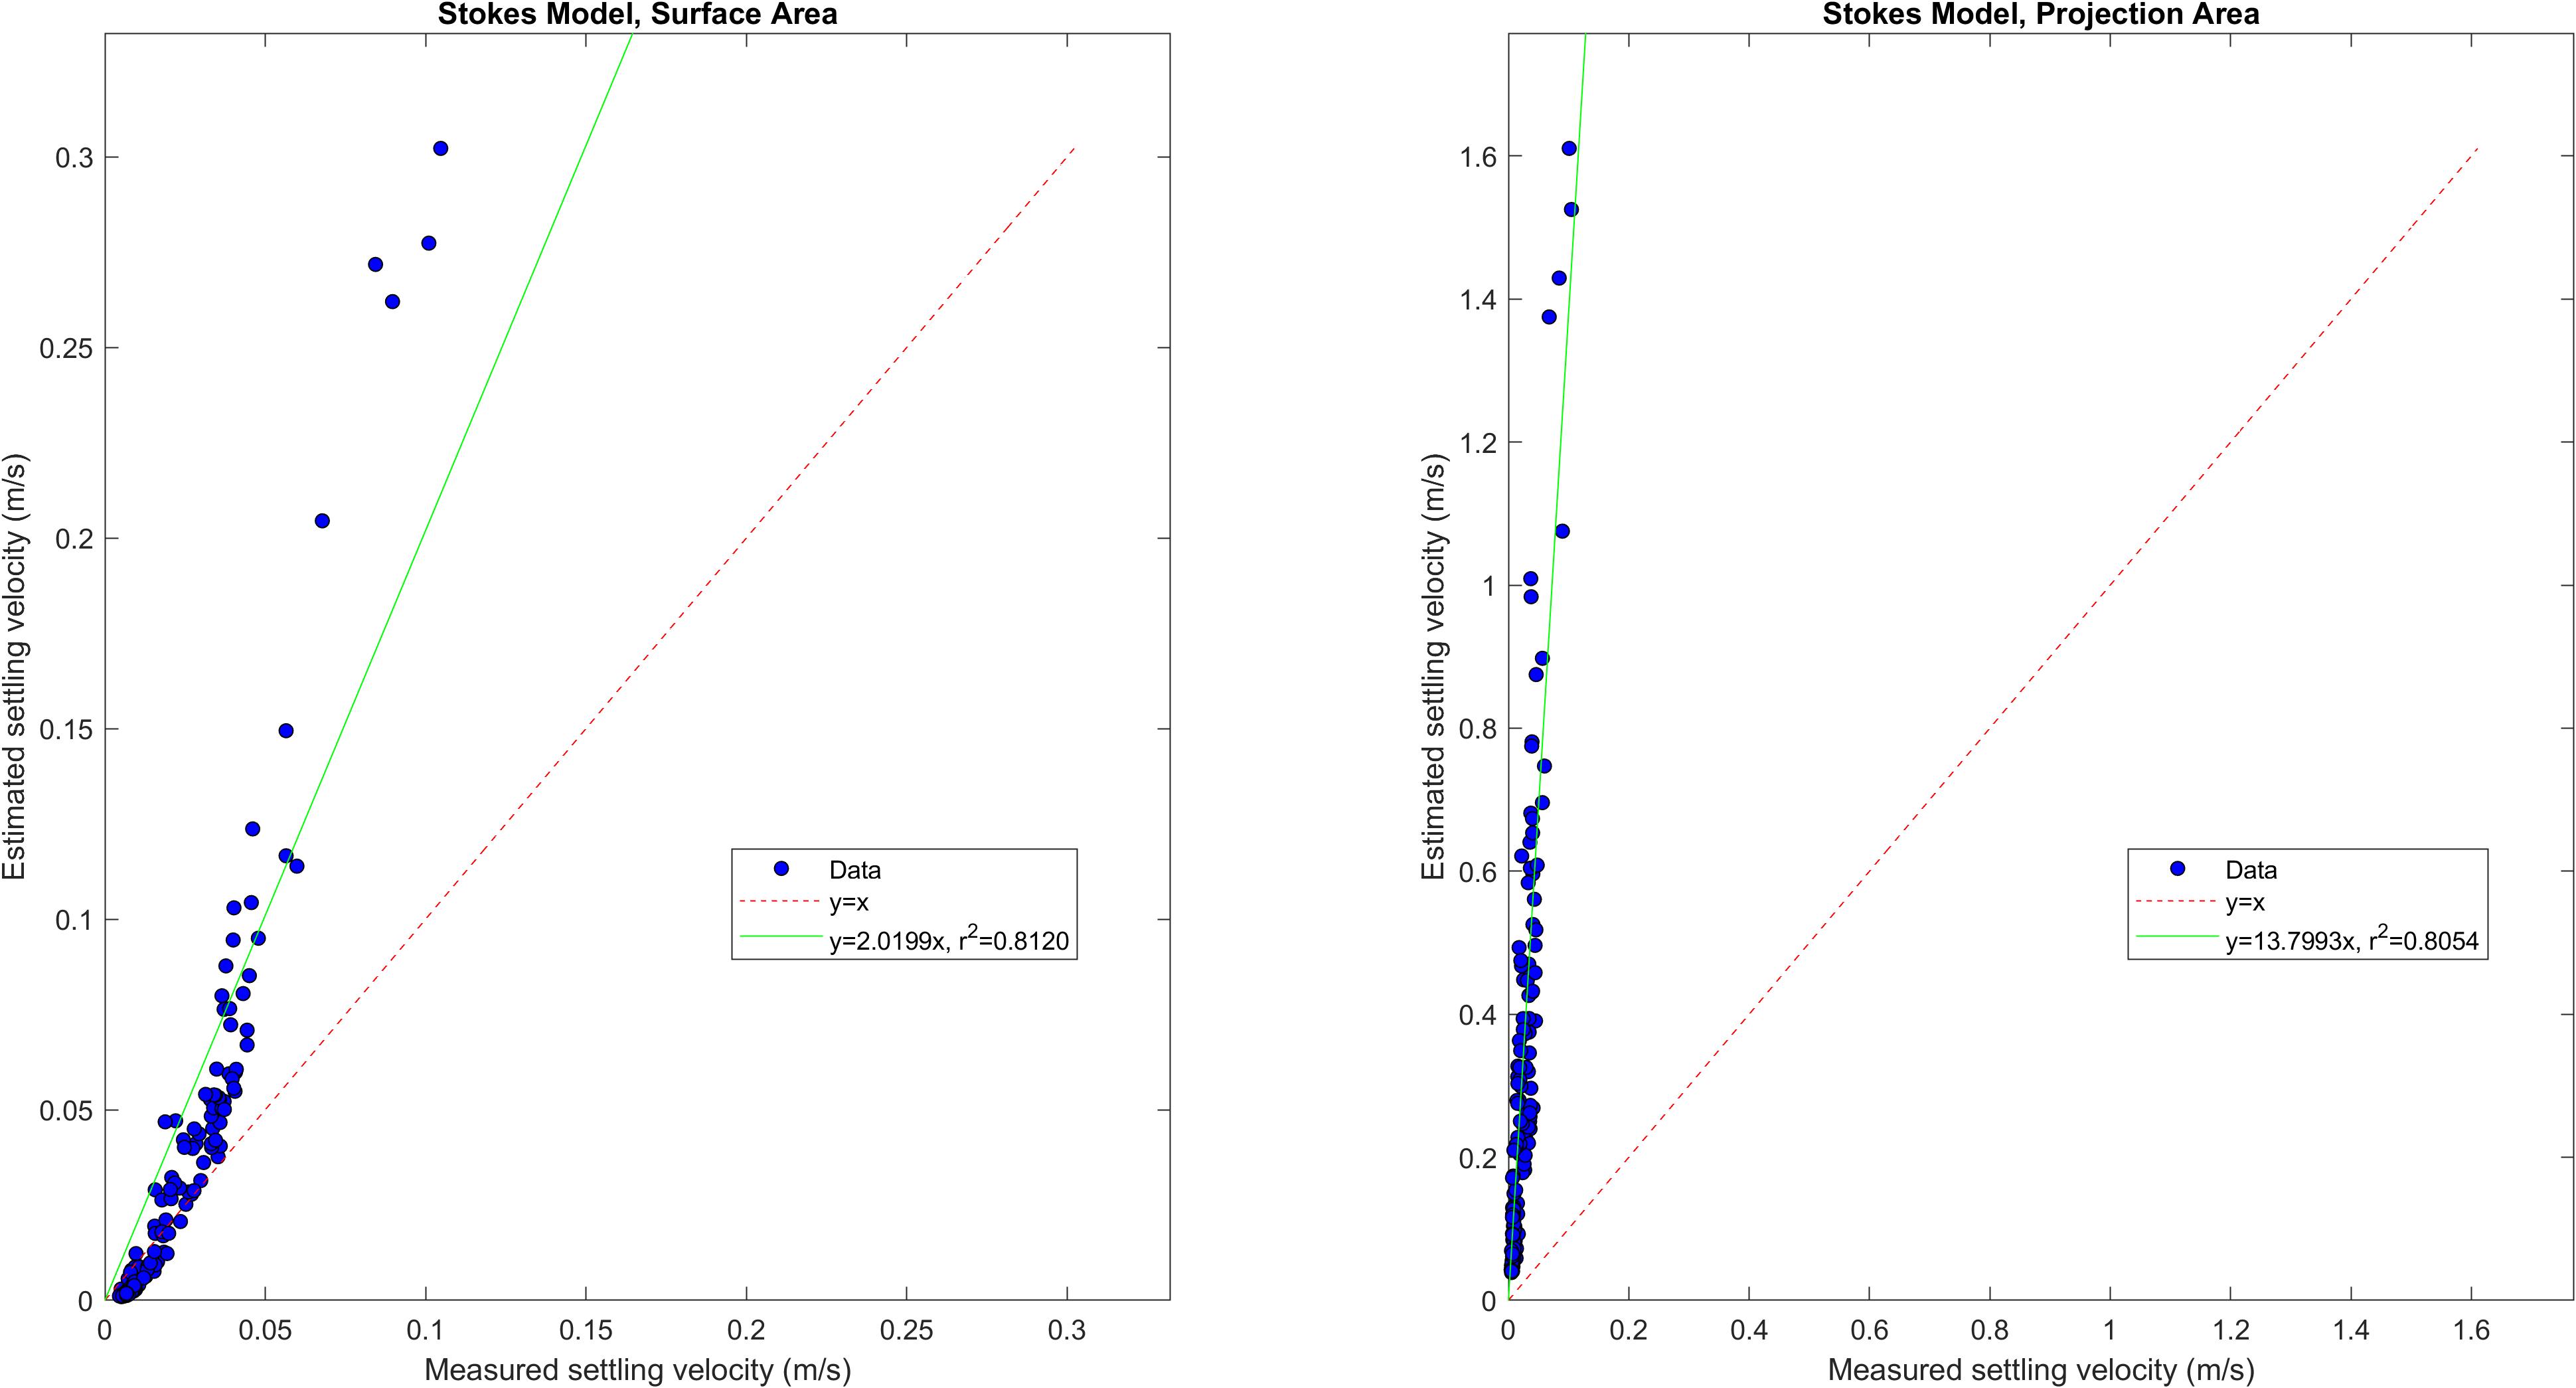 Stokes Model, Surface Area
Estimated settling velocity (m/s)
0.3
0.25
0.2
0.15
0.1
0.05
0
0 0.05 0.1 0.15 0.2 0.25 0.3
Measured settling velocity (m/s)
Data
y=x
y=2.0199x, r²=0.8120
Stokes Model, Projection Area
Estimated settling velocity (m/s)
1.6
1.4
1.2
1
0.8
0.6
0.4
0.2
0
0 0.2 0.4 0.6 0.8 1 1.2 1.4 1.6
Measured settling velocity (m/s)
Data
y=x
y=13.7993x, r²=0.8054